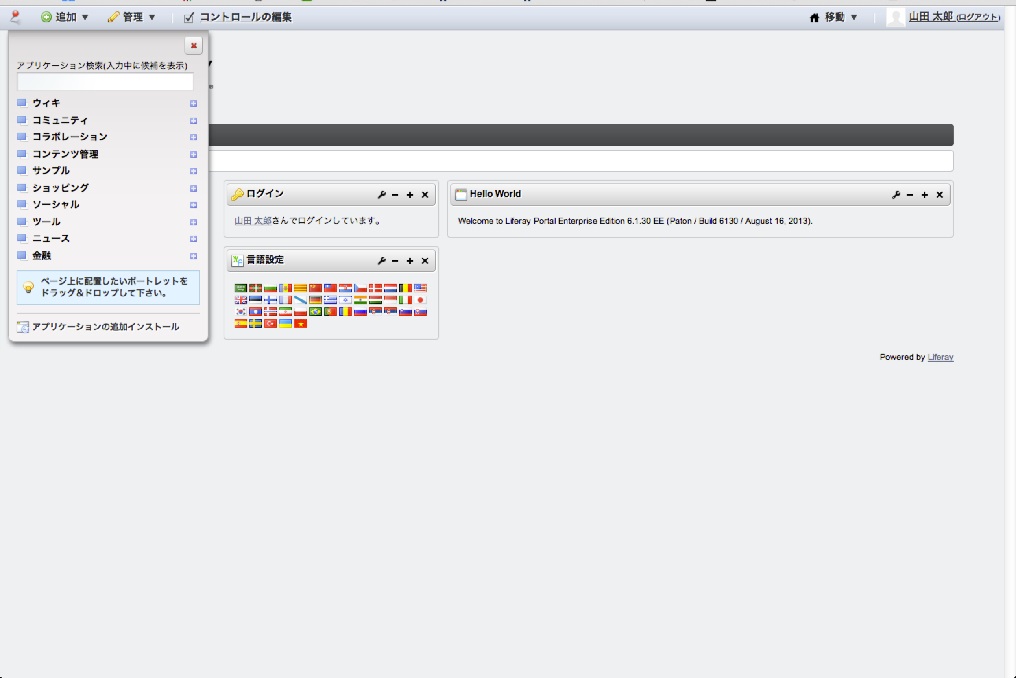 追加 ▼
管理 ▼
コントロールの編集
移動 ▼
山田 太郎 (ログアウト)
アプリケーション検索(入力中に候補を表示)
ウィキ
コミュニティ
コラボレーション
コンテンツ管理
サンプル
ショッピング
ソーシャル
ツール
ニュース
金融
ページ上に配置したいポートレットを
ドラッグ&ドロップして下さい。
アプリケーションの追加インストール
ログイン
山田 太郎さんでログインしています。
Hello World
Welcome to Liferay Portal Enterprise Edition 6.1.30 EE (Paton / Build 6130 / August 16, 2013).
言語設定
Powered by Liferay